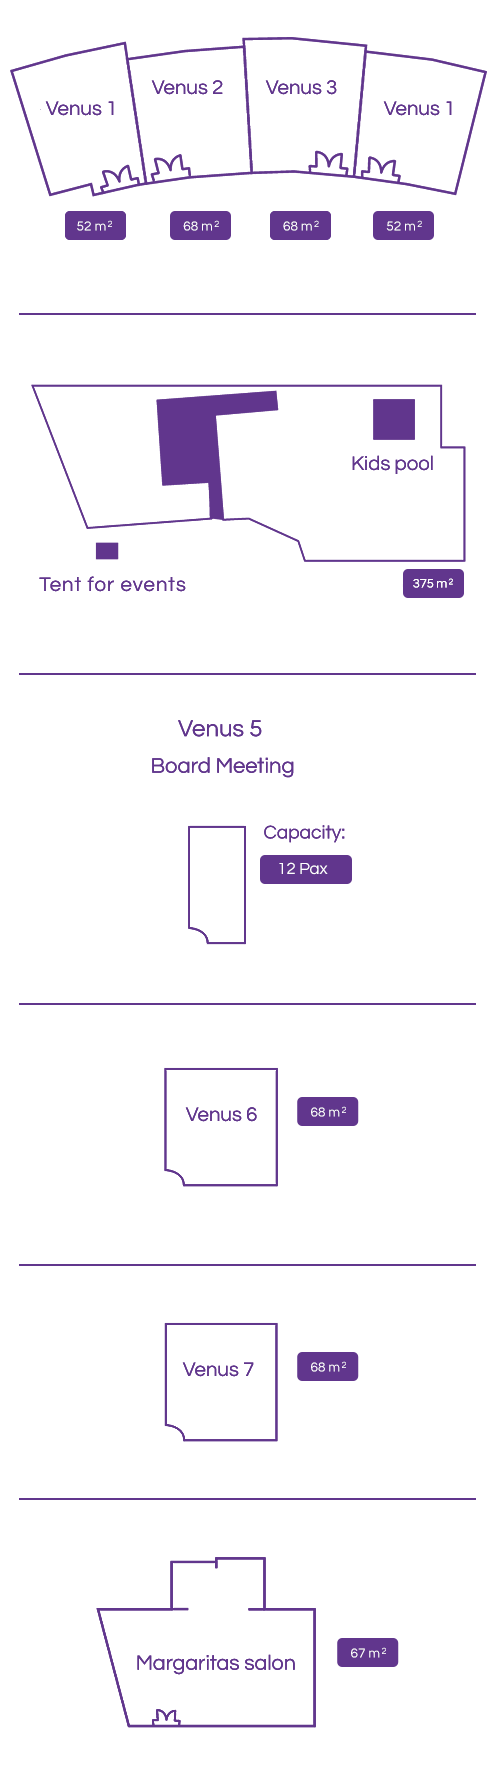 Venus 1
Venus 2
Venus 3
Venus 1
52 m²
68 m²
68 m²
52 m²
Kids pool
Tent for events
375 m²
Venus 5
Board Meeting
Capacity:
12 Pax
Venus 6
68 m²
Venus 7
68 m²
Margaritas salon
67 m²